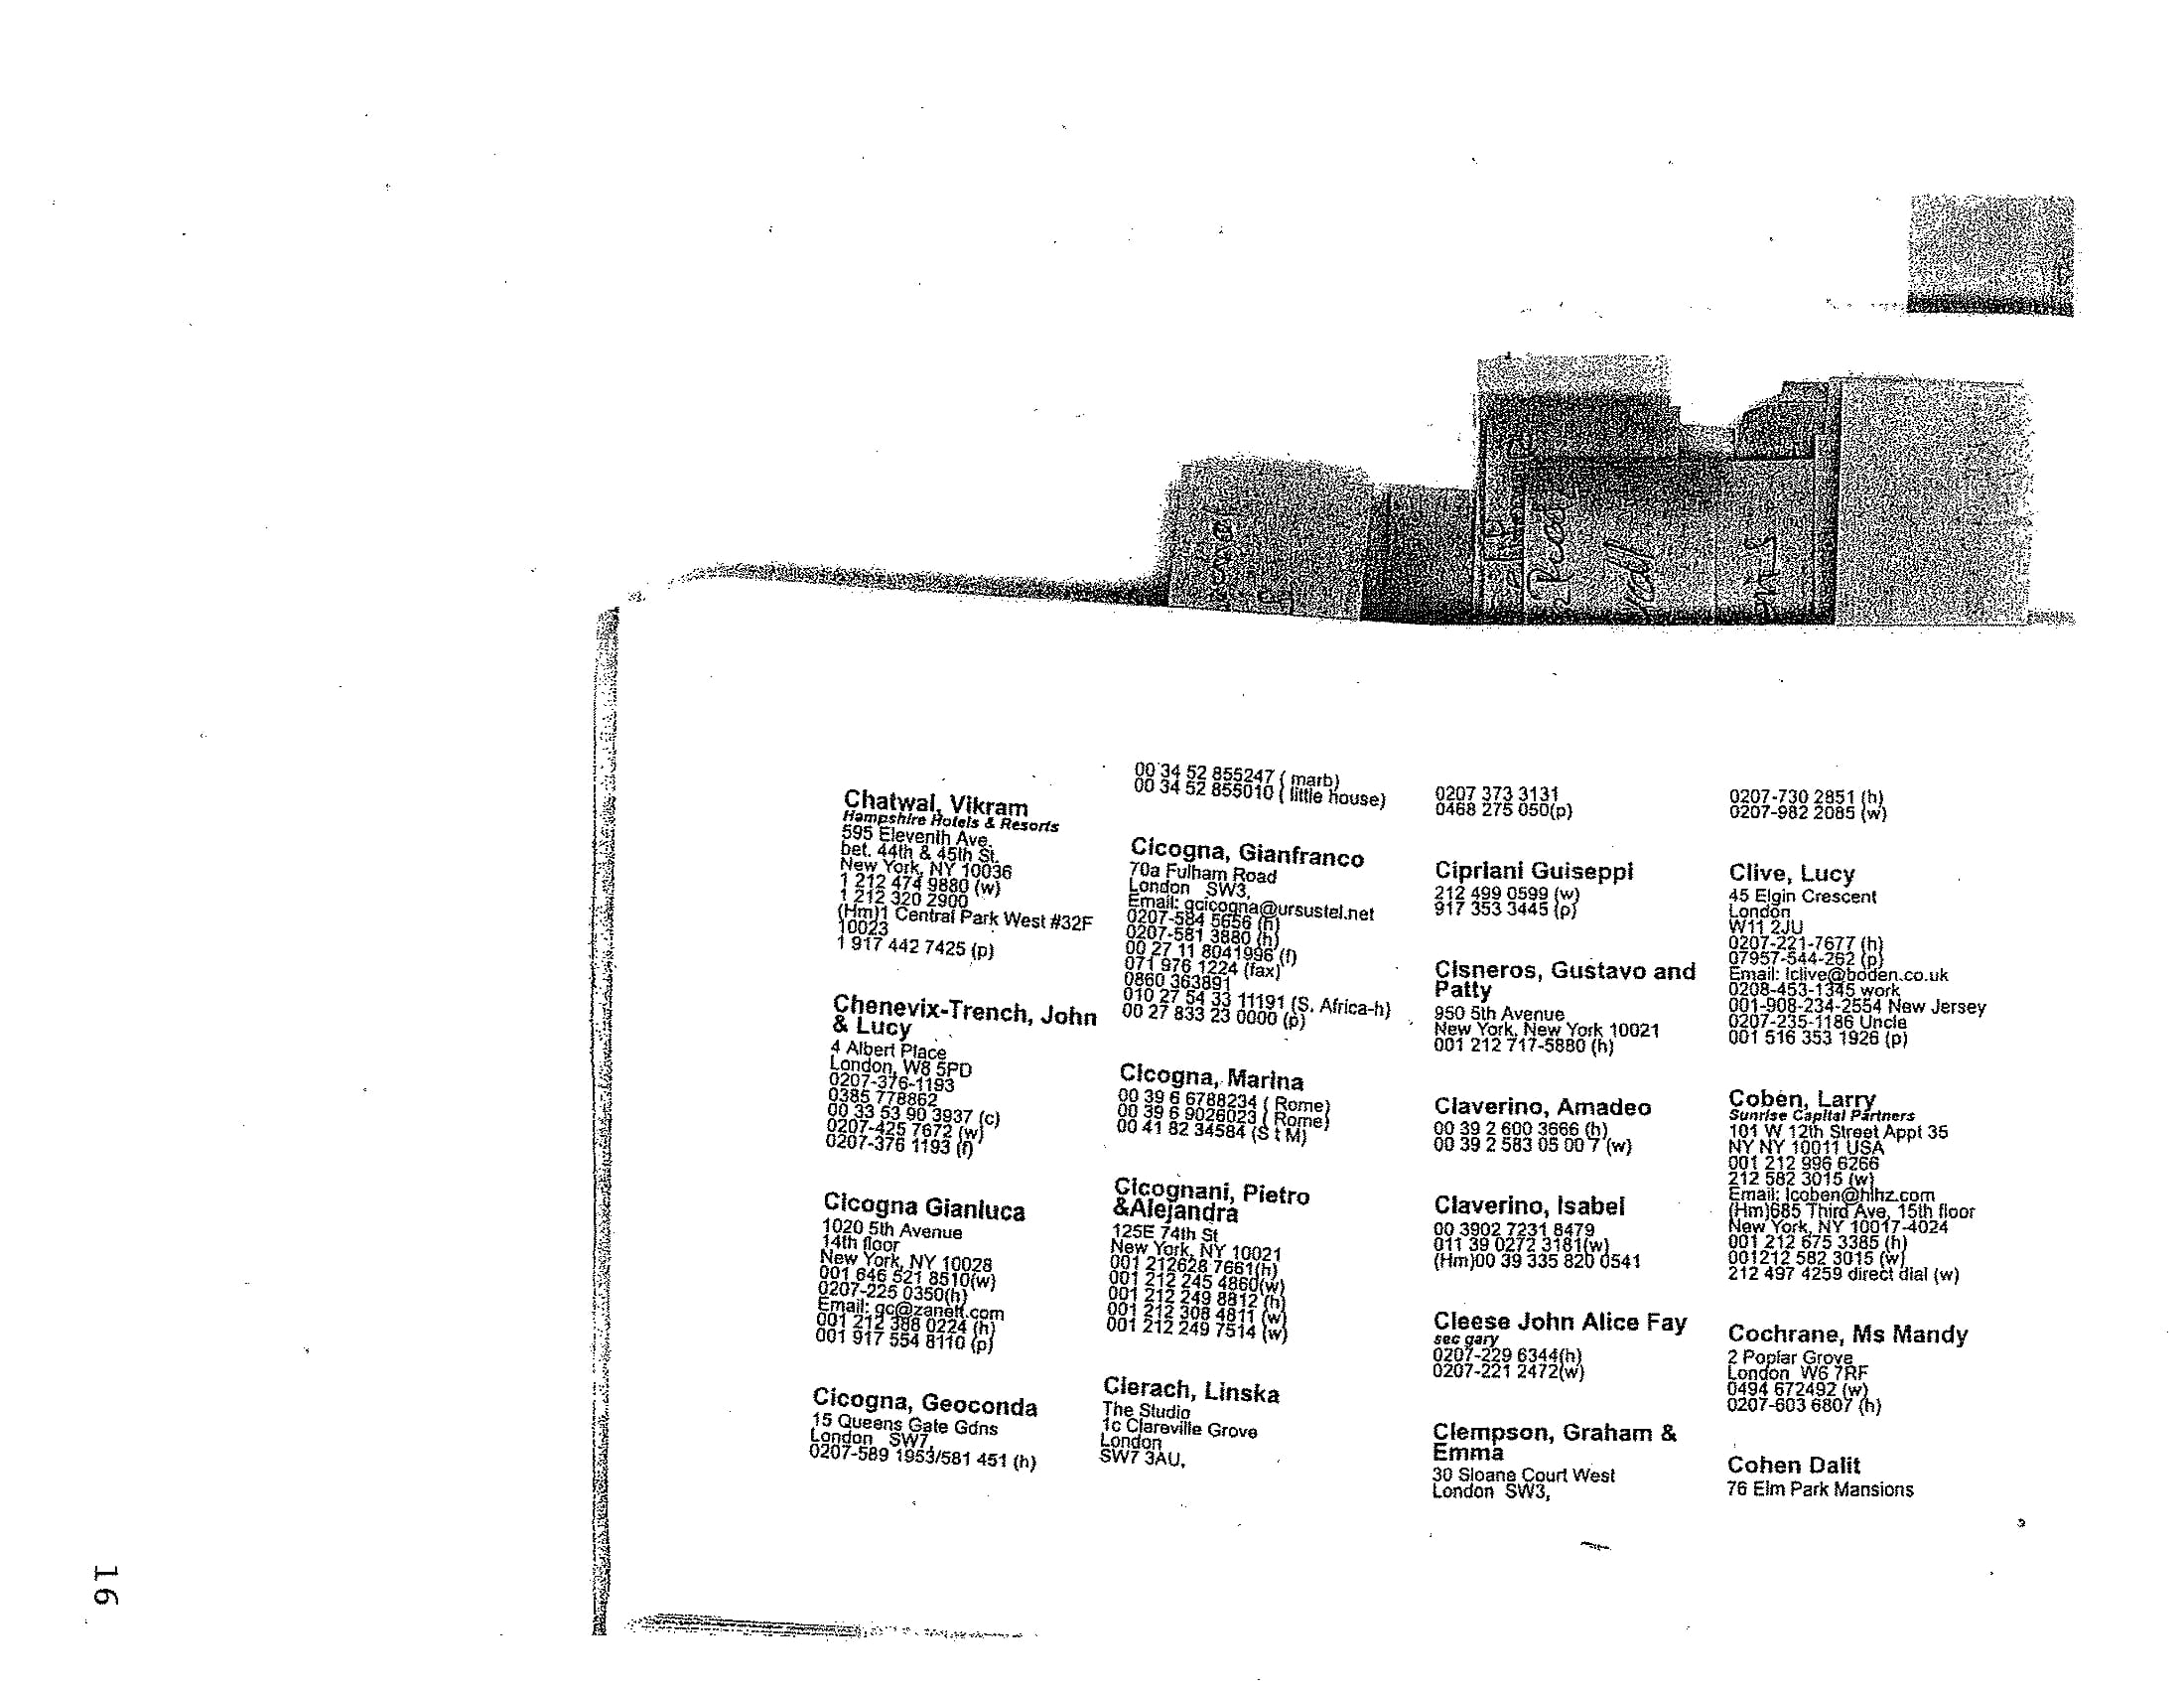 Chatwal, Vikram
Hampshire Hotels & Resorts
595 Eleventh Ave.
bet. 44th & 45th St.
New York, NY 10036
1 212 474 9880 (w)
1 212 320 2900
(Hm)1 Central Park West #32F
10023
1 917 442 7425 (p)
Chenevix-Trench, John
& Lucy
4 Albert Place
London, W8 5PD
0207-376-1193
0385 778862
00 33 53 90 3937 (c)
0207-425 7672 (w)
0207-376 1193 (f)
Cicogna Gianluca
1020 5th Avenue
14th floor
New York, NY 10028
001 646 521 8510(w)
0207-225 0350(h)
Email: gc@zanett.com
001 212 388 0224 (h)
001 917 554 8110 (p)
Cicogna, Geoconda
15 Queens Gate Gdns
London SW7,
0207-589 1953/581 451 (h)
00 34 52 855247 ( marb)
00 34 52 855010 ( little house)
Cicogna, Gianfranco
70a Fulham Road
London SW3,
Email: gcicogna@ursustel.net
0207-584 5656 (h)
0207-581 3880 (h)
00 27 11 8041996 (f)
071 976 1224 (fax)
0860 363891
010 27 54 33 11191 (S. Africa-h)
00 27 833 23 0000 (p)
Cicogna, Marina
00 39 6 6788234 ( Rome)
00 39 6 9026023 ( Rome)
00 41 82 34584 (S t M)
Cicognani, Pietro
&Alejandra
125E 74th St
New York, NY 10021
001 212628 7661(h)
001 212 245 4860(w)
001 212 249 8812 (h)
001 212 308 4811 (w)
001 212 249 7514 (w)
Cierach, Linska
The Studio
1c Clareville Grove
London
SW7 3AU,
0207 373 3131
0468 275 050(p)
Cipriani Guiseppi
212 499 0599 (w)
917 353 3445 (p)
Cisneros, Gustavo and
Patty
950 5th Avenue
New York, New York 10021
001 212 717-5880 (h)
Claverino, Amadeo
00 39 2 600 3666 (h)
00 39 2 583 05 00 7 (w)
Claverino, Isabel
00 3902 7231 8479
011 39 0272 3181(w)
(Hm)00 39 335 820 0541
Cleese John Alice Fay
sec gary
0207-229 6344(h)
0207-221 2472(w)
Clempson, Graham &
Emma
30 Sloane Court West
London SW3,
0207-730 2851 (h)
0207-982 2085 (w)
Clive, Lucy
45 Elgin Crescent
London
W11 2JU
0207-221-7677 (h)
07957-544-262 (p)
Email: lclive@boden.co.uk
0208-453-1345 work
001-908-234-2554 New Jersey
0207-235-1186 Uncle
001 516 353 1926 (p)
Coben, Larry
Sunrise Capital Partners
101 W 12th Street Appt 35
NY NY 10011 USA
001 212 996 6266
212 582 3015 (w)
Email: lcoben@hlhz.com
(Hm)685 Third Ave, 15th floor
New York, NY 10017-4024
001 212 675 3385 (h)
001212 582 3015 (w)
212 497 4259 direct dial (w)
Cochrane, Ms Mandy
2 Poplar Grove
London W6 7RF
0494 672492 (w)
0207-603 6807 (h)
Cohen Dalit
76 Elm Park Mansions
16